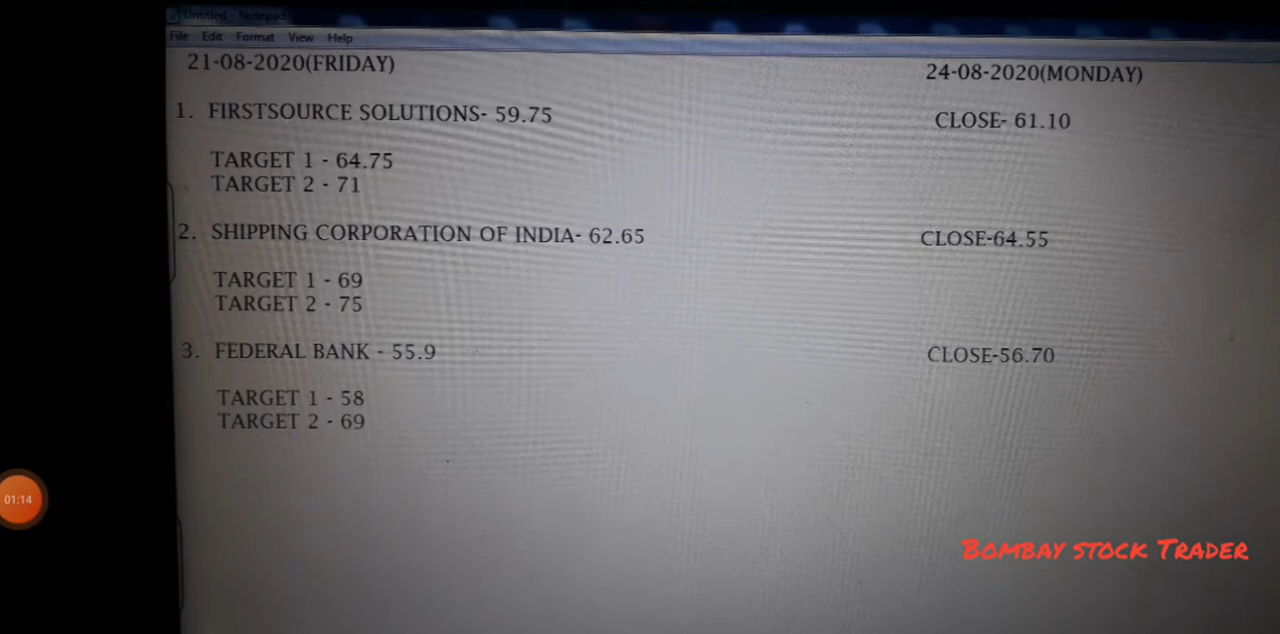 Untitled - Notepad
File Edit Format View Help
21-08-2020(FRIDAY) 24-08-2020(MONDAY)
1. FIRSTSOURCE SOLUTIONS- 59.75 CLOSE- 61.10
TARGET 1 - 64.75
TARGET 2 - 71
2. SHIPPING CORPORATION OF INDIA- 62.65 CLOSE-64.55
TARGET 1 - 69
TARGET 2 - 75
3. FEDERAL BANK - 55.9 CLOSE-56.70
TARGET 1 - 58
TARGET 2 - 69
01:14
BOMBAY STOCK TRADER